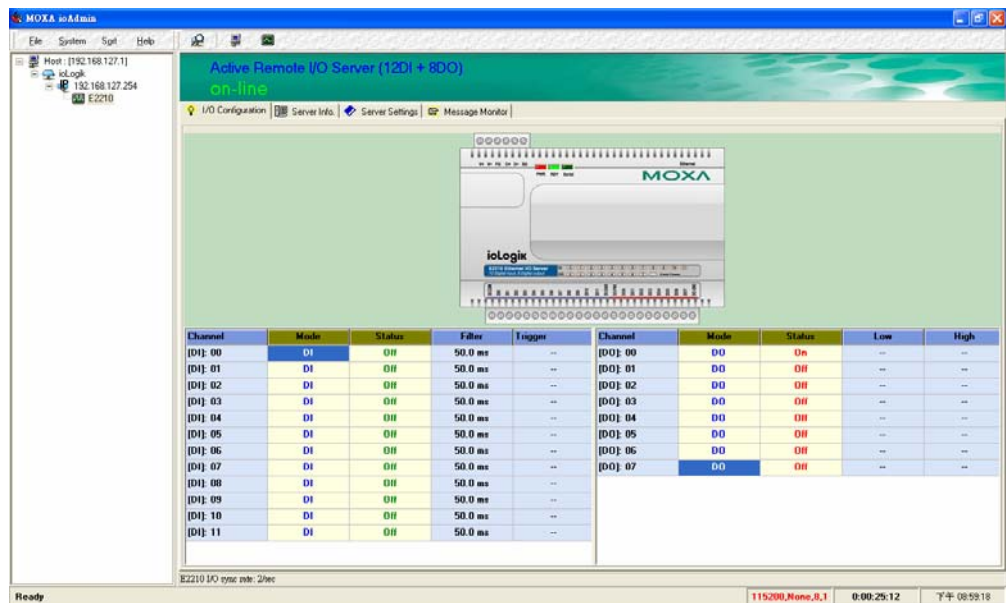 MOXA ioAdmin
File System Sort Help
Host : [192.168.127.1]
ioLogik
192.168.127.254
E2210
Active Remote I/O Server (12DI + 8DO)
on-line
I/O Configuration Server Info. Server Settings Message Monitor
MOXA
ioLogik
Channel Mode Status Filter Trigger
[DI]: 00 DI Off 50.0 ms --
[DI]: 01 DI Off 50.0 ms --
[DI]: 02 DI Off 50.0 ms --
[DI]: 03 DI Off 50.0 ms --
[DI]: 04 DI Off 50.0 ms --
[DI]: 05 DI Off 50.0 ms --
[DI]: 06 DI Off 50.0 ms --
[DI]: 07 DI Off 50.0 ms --
[DI]: 08 DI Off 50.0 ms --
[DI]: 09 DI Off 50.0 ms --
[DI]: 10 DI Off 50.0 ms --
[DI]: 11 DI Off 50.0 ms --
Channel Mode Status Low High
[DO]: 00 DO On -- --
[DO]: 01 DO Off -- --
[DO]: 02 DO Off -- --
[DO]: 03 DO Off -- --
[DO]: 04 DO Off -- --
[DO]: 05 DO Off -- --
[DO]: 06 DO Off -- --
[DO]: 07 DO Off -- --
E2210 I/O sync rate: 2/sec
Ready 115200,None,8,1 0:00:25:12 下午 08:59:18